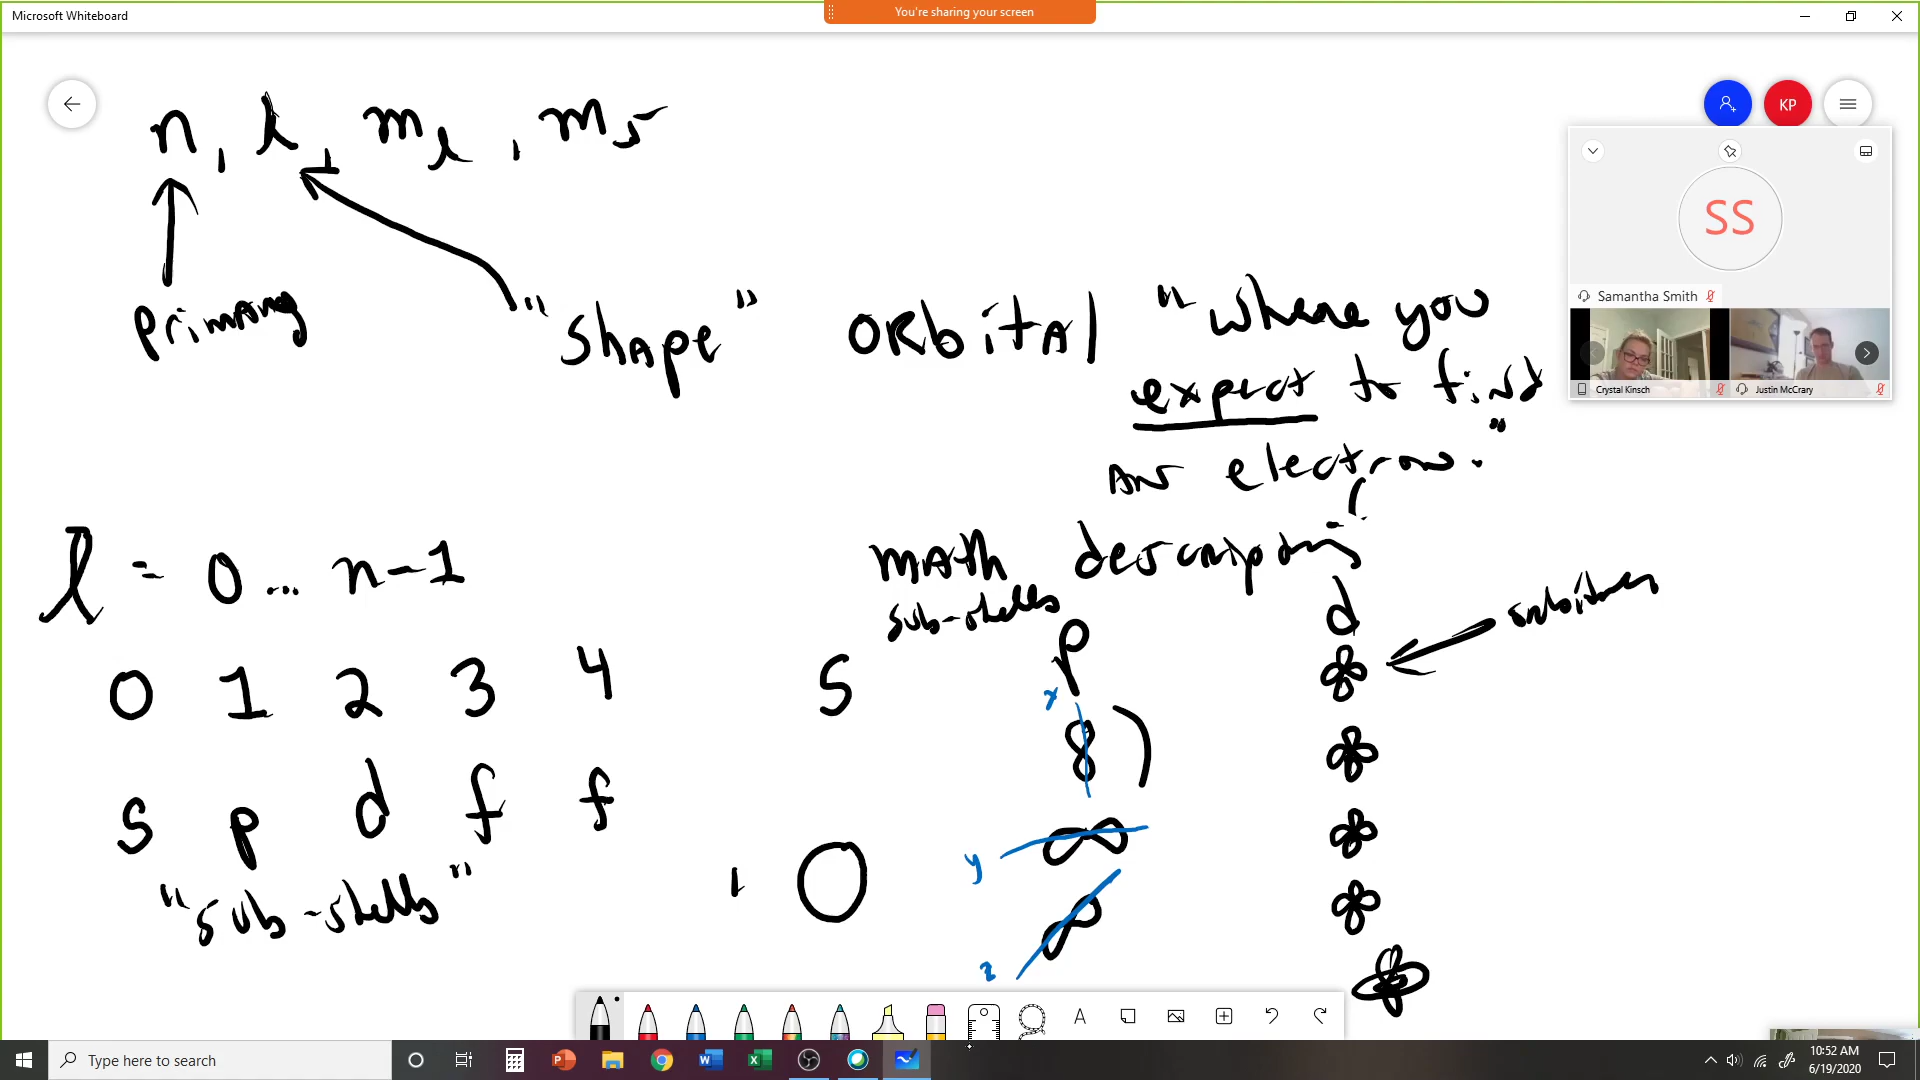 Microsoft Whiteboard
You're sharing your screen
n, l, ml, ms
KP
SS
Samantha Smith
Crystal Kinsch
Justin McCrary
primary
"shape" orbital "where you
expect to find
an electron."
math description
sub-shells
l = 0... n-1
s p d
orbitals
0 1 2 3 4
s p d f f
"sub-shells"
x
y
z
1
A
Type here to search
10:52 AM
6/19/2020